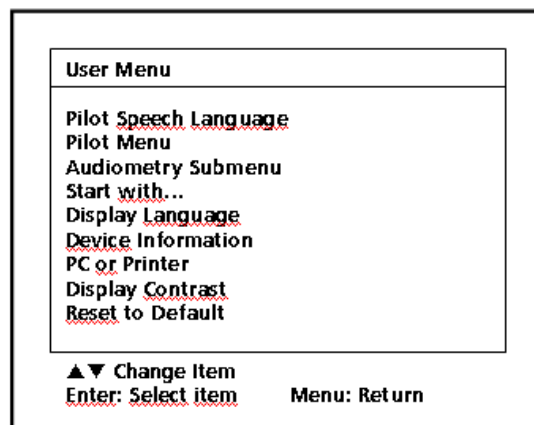 User Menu
Pilot Speech Language
Pilot Menu
Audiometry Submenu
Start with...
Display Language
Device Information
PC or Printer
Display Contrast
Reset to Default
▲▼ Change Item
Enter: Select item Menu: Return